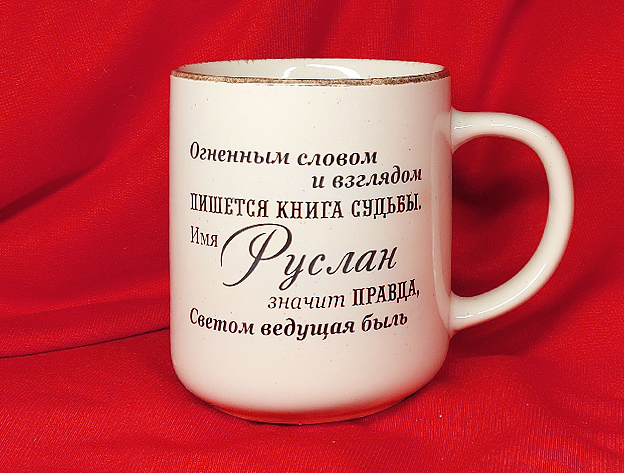 Огненным словом
и взглядом
ПИШЕТСЯ КНИГА СУДЬБЫ.
Имя Руслан
значит ПРАВДА,
Светом ведущая быль